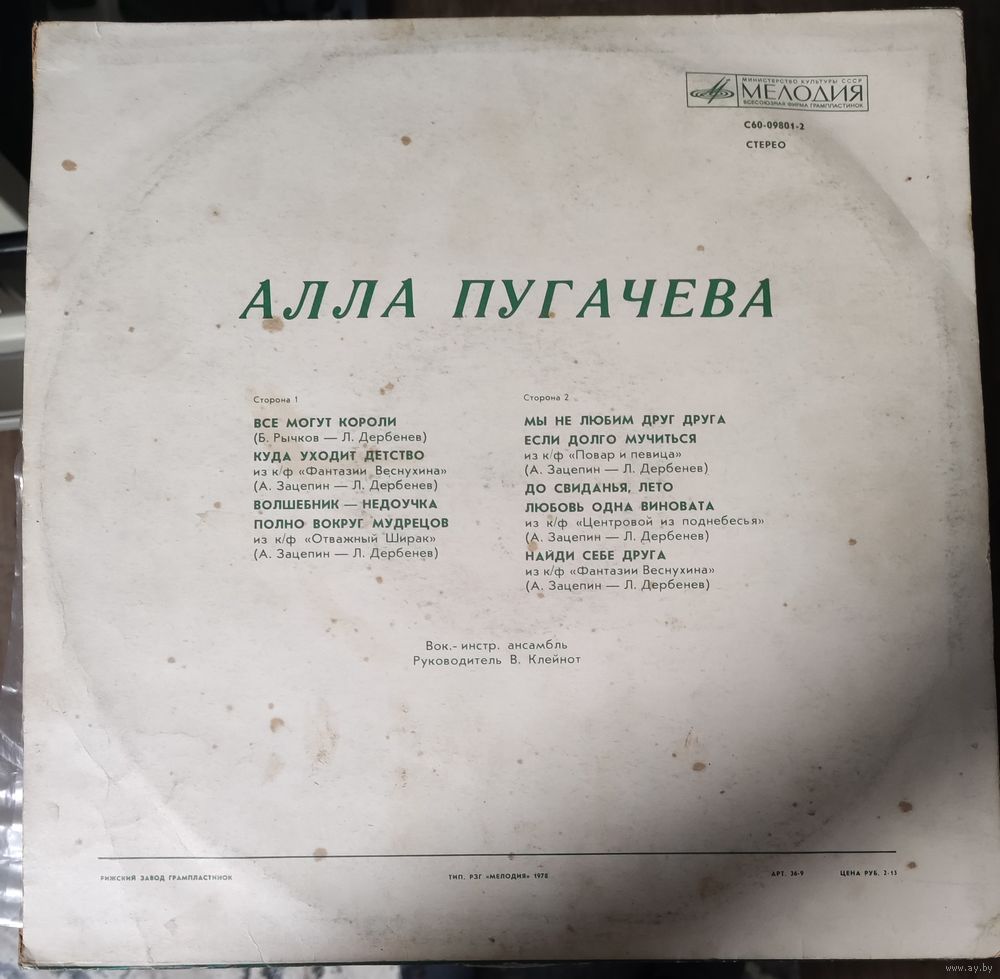 МИНИСТЕРСТВО КУЛЬТУРЫ СССР
МЕЛОДИЯ
ВСЕСОЮЗНАЯ ФИРМА ГРАМПЛАСТИНОК
С60-09801-2
СТЕРЕО
АЛЛА ПУГАЧЕВА
Сторона 1
ВСЕ МОГУТ КОРОЛИ
(Б. Рычков — Л. Дербенев)
КУДА УХОДИТ ДЕТСТВО
из к/ф «Фантазии Веснухина»
(А. Зацепин — Л. Дербенев)
ВОЛШЕБНИК — НЕДОУЧКА
ПОЛНО ВОКРУГ МУДРЕЦОВ
из к/ф «Отважный Ширак»
(А. Зацепин — Л. Дербенев)
Сторона 2
МЫ НЕ ЛЮБИМ ДРУГ ДРУГА
ЕСЛИ ДОЛГО МУЧИТЬСЯ
из к/ф «Повар и певица»
(А. Зацепин — Л. Дербенев)
ДО СВИДАНЬЯ, ЛЕТО
ЛЮБОВЬ ОДНА ВИНОВАТА
из к/ф «Центровой из поднебесья»
(А. Зацепин — Л. Дербенев)
НАЙДИ СЕБЕ ДРУГА
из к/ф «Фантазии Веснухина»
(А. Зацепин — Л. Дербенев)
Вок.- инстр. ансамбль
Руководитель В. Клейнот
РИЖСКИЙ ЗАВОД ГРАМПЛАСТИНОК
ТИП. РЗГ «МЕЛОДИЯ» 1978
АРТ. 36-9
ЦЕНА РУБ. 2-15
www.ay.by